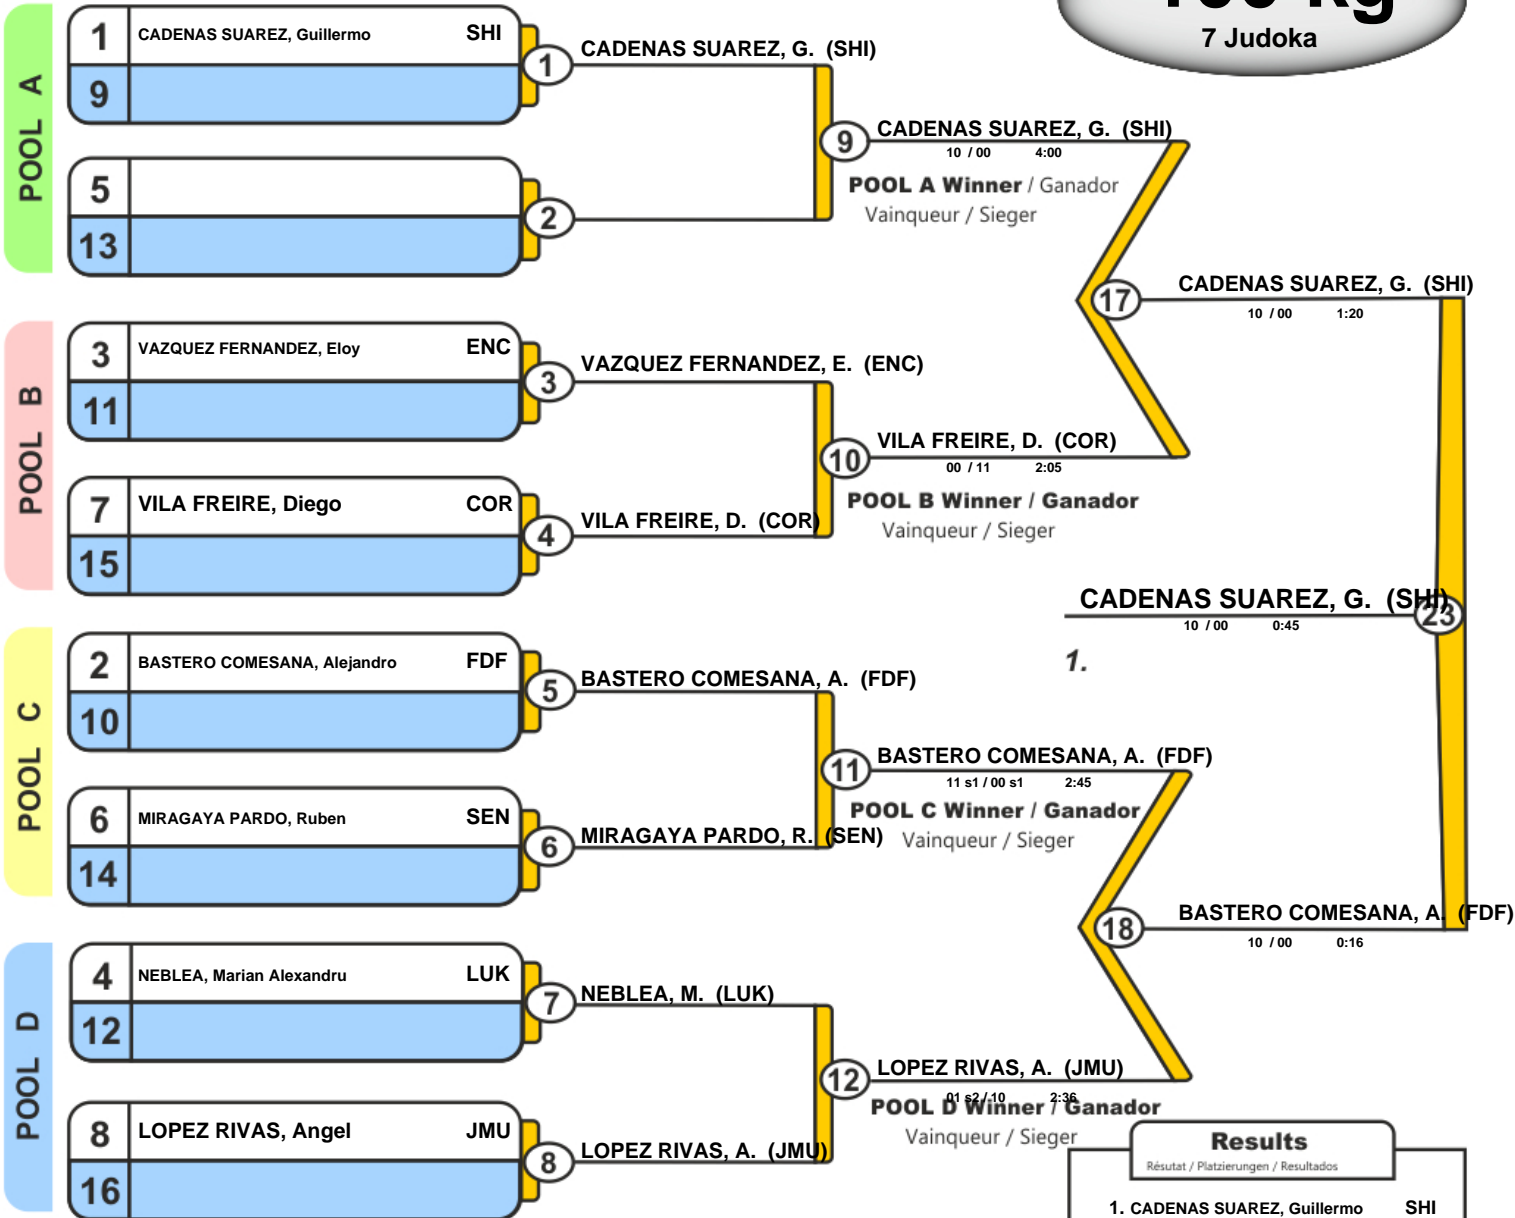 7 Judoka
POOL A
1 CADENAS SUAREZ, Guillermo SHI
9
1
CADENAS SUAREZ, G. (SHI)
5
13
2
9
CADENAS SUAREZ, G. (SHI)
10 / 00 4:00
POOL A Winner / Ganador
Vainqueur / Sieger
POOL B
3 VAZQUEZ FERNANDEZ, Eloy ENC
11
3
VAZQUEZ FERNANDEZ, E. (ENC)
7 VILA FREIRE, Diego COR
15
4
VILA FREIRE, D. (COR)
10
VILA FREIRE, D. (COR)
00 / 11 2:05
POOL B Winner / Ganador
Vainqueur / Sieger
17
CADENAS SUAREZ, G. (SHI)
10 / 00 1:20
CADENAS SUAREZ, G. (SHI)
23
10 / 00 0:45
1.
POOL C
2 BASTERO COMESANA, Alejandro FDF
10
5
BASTERO COMESANA, A. (FDF)
6 MIRAGAYA PARDO, Ruben SEN
14
6
MIRAGAYA PARDO, R. (SEN)
11
BASTERO COMESANA, A. (FDF)
11 s1 / 00 s1 2:45
POOL C Winner / Ganador
Vainqueur / Sieger
18
BASTERO COMESANA, A. (FDF)
10 / 00 0:16
POOL D
4 NEBLEA, Marian Alexandru LUK
12
7
NEBLEA, M. (LUK)
8 LOPEZ RIVAS, Angel JMU
16
8
LOPEZ RIVAS, A. (JMU)
12
LOPEZ RIVAS, A. (JMU)
01 s2 / 10 2:36
POOL D Winner / Ganador
Vainqueur / Sieger
Results
Résutat / Platzierungen / Resultados
1. CADENAS SUAREZ, Guillermo SHI